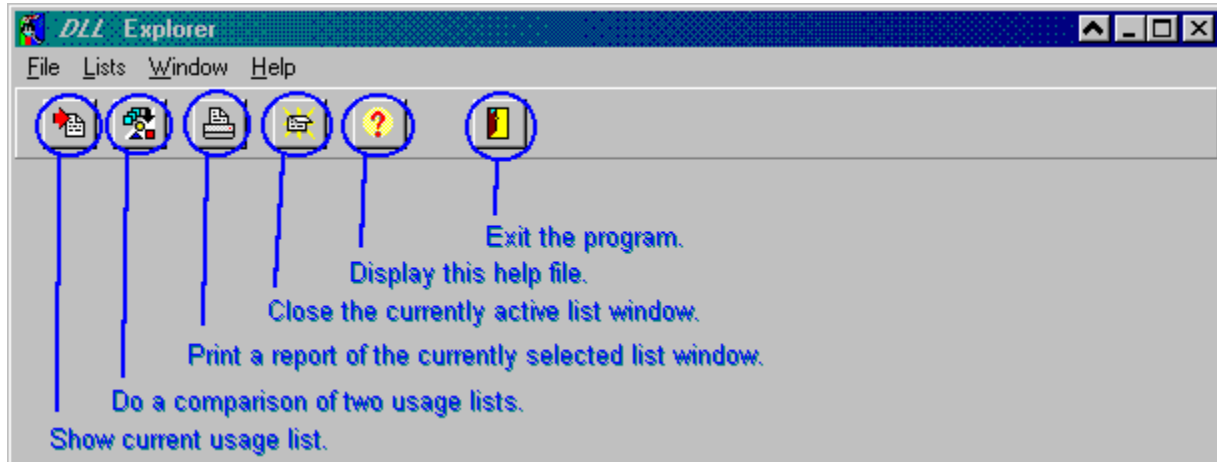 DLL Explorer
File Lists Window Help
?
Exit the program.
Display this help file.
Close the currently active list window.
Print a report of the currently selected list window.
Do a comparison of two usage lists.
Show current usage list.